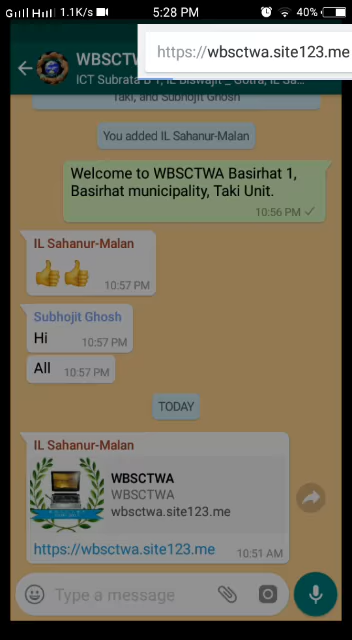 1.1K/s 5:28 PM 40%
https://wbsctwa.site123.me
WBSCTW
ICT Subrata B 1, IL Biswajit _ Gotra, IL Sa...
Taki, and Subhojit Ghosh
You added IL Sahanur-Malan
Welcome to WBSCTWA Basirhat 1,
Basirhat municipality, Taki Unit.
10:56 PM
IL Sahanur-Malan
10:57 PM
Subhojit Ghosh
Hi 10:57 PM
All 10:57 PM
TODAY
IL Sahanur-Malan
WBSCTWA
WBSCTWA
wbsctwa.site123.me
https://wbsctwa.site123.me 10:51 AM
Type a message